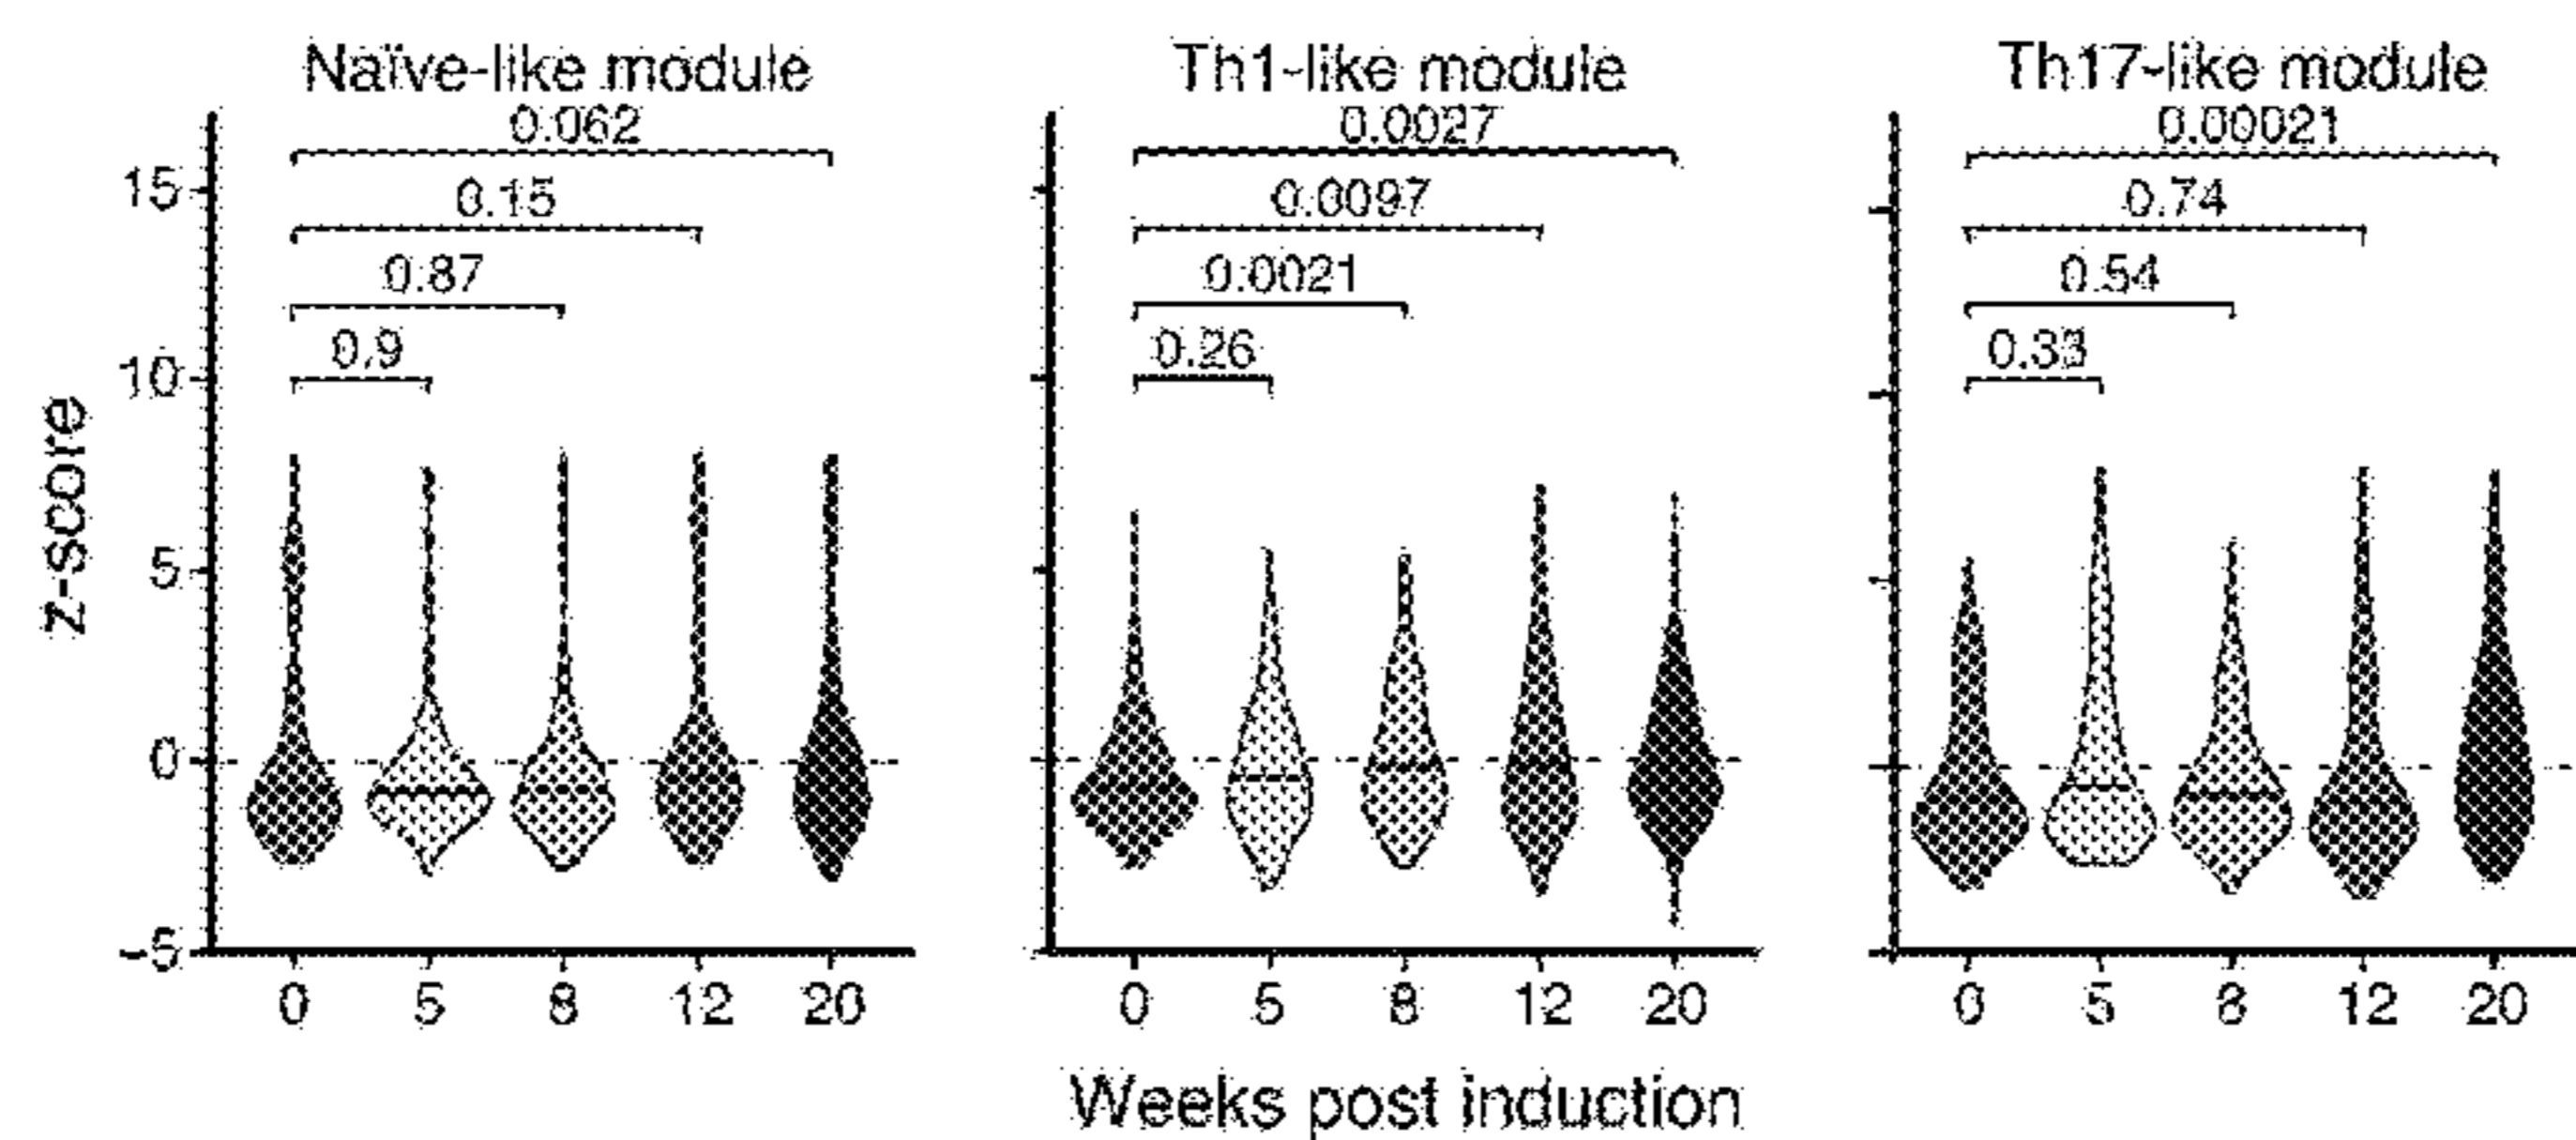 Naïve-like module Th1-like module Th17-like module
0.062 0.0027 0.00021
15 0.15 0.0097 0.74
0.87 0.0021 0.54
0.9 0.26 0.33
10
z-score
5
0
-5
0 5 8 12 20 0 5 8 12 20 0 5 8 12 20
Weeks post induction